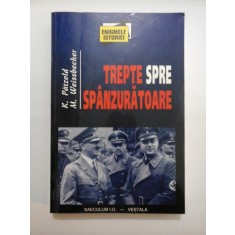 ENIGMELE
ISTORIEI
K. Pätzold
M. Weissbecker
TREPTE SPRE
SPÂNZURĂTOARE
SAECULUM I.O. — VESTALA